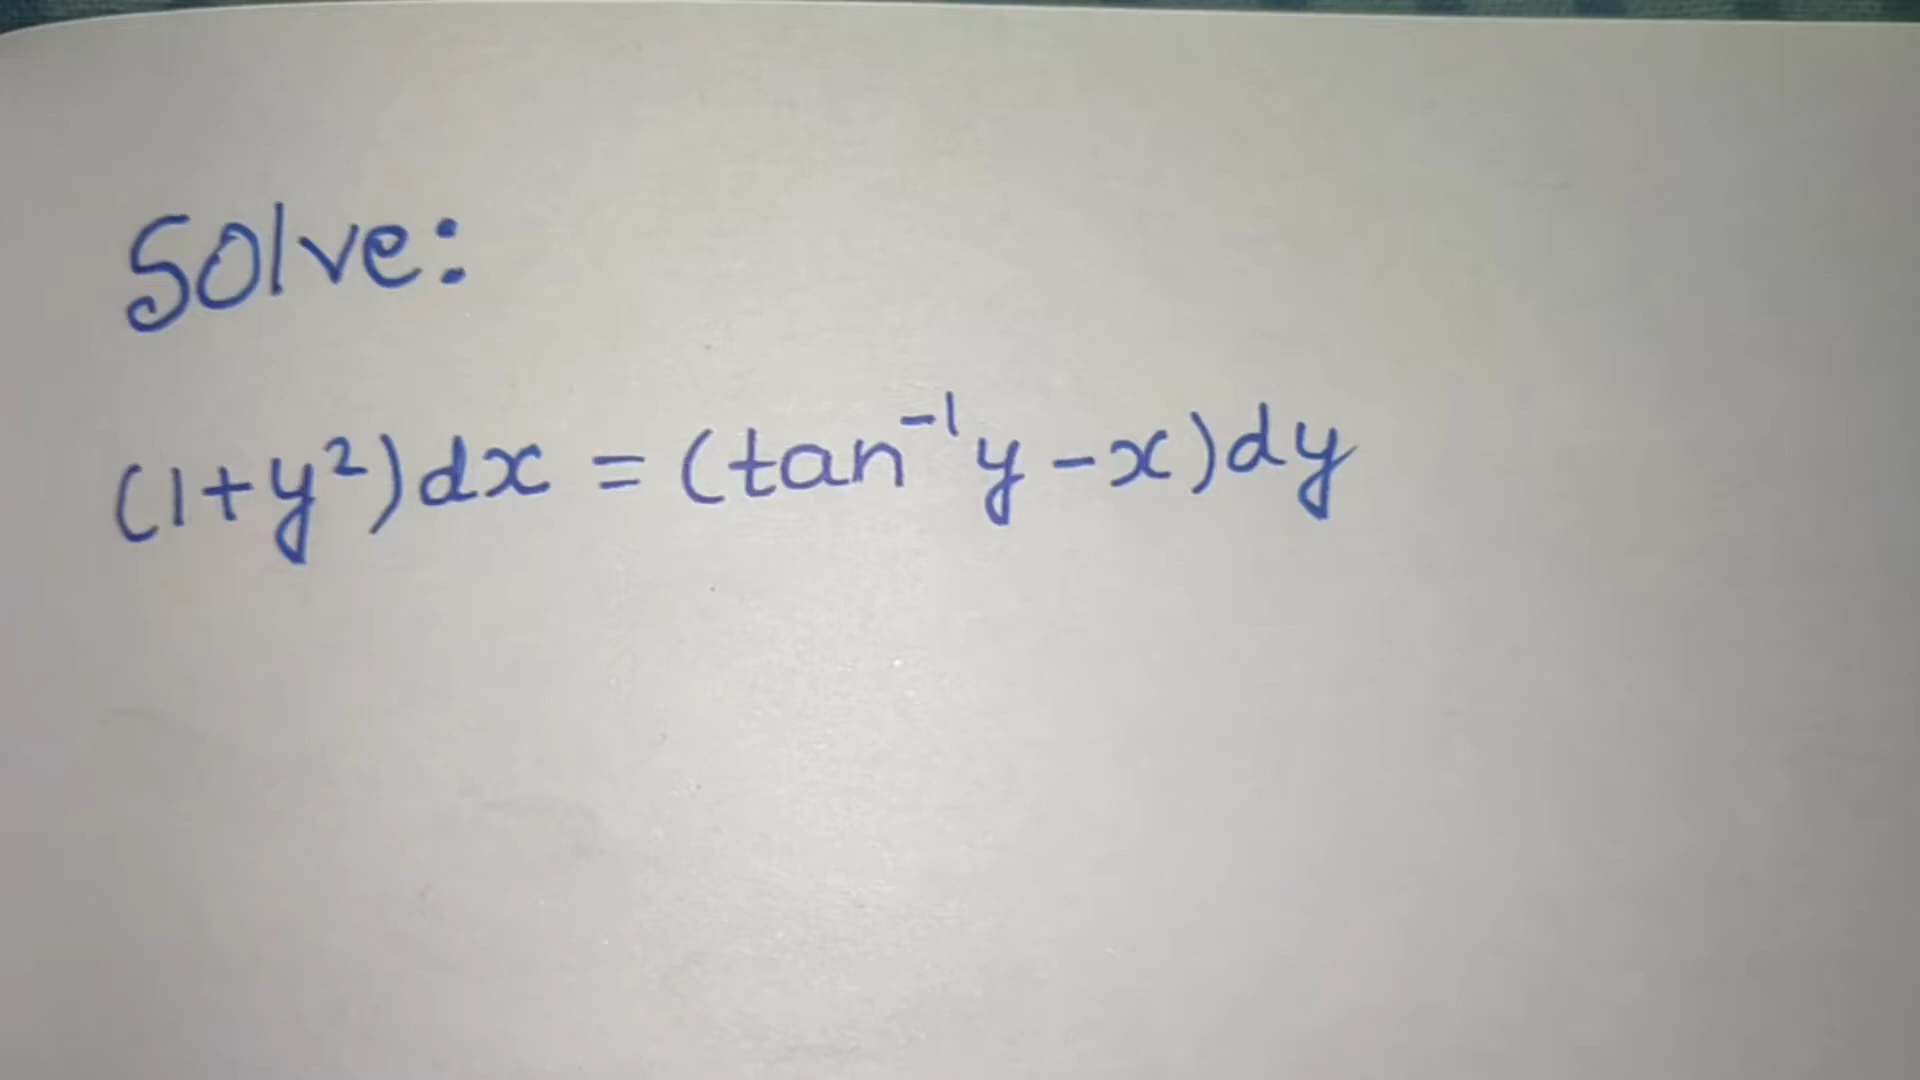 Solve:
(1+y²)dx = (tan⁻¹y-x)dy